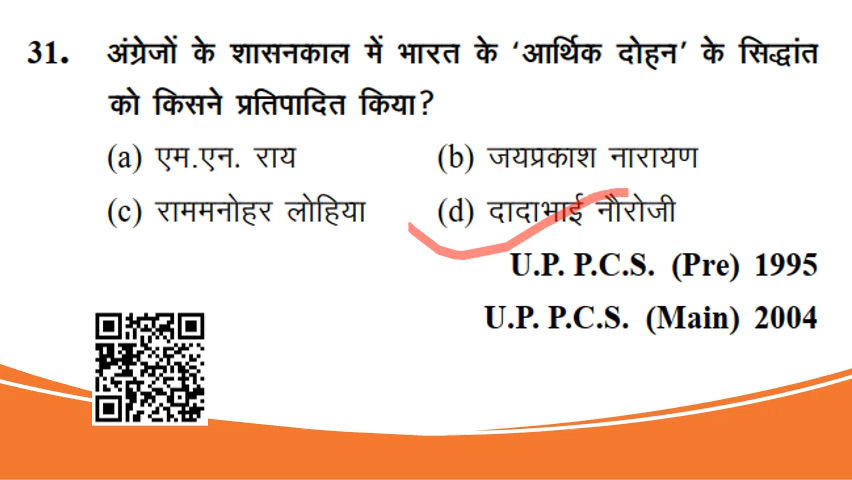 31. अंग्रेजों के शासनकाल में भारत के ‘आर्थिक दोहन’ के सिद्धांत
को किसने प्रतिपादित किया?
(a) एम.एन. राय (b) जयप्रकाश नारायण
(c) राममनोहर लोहिया (d) दादाभाई नौरोजी
U.P. P.C.S. (Pre) 1995
U.P. P.C.S. (Main) 2004